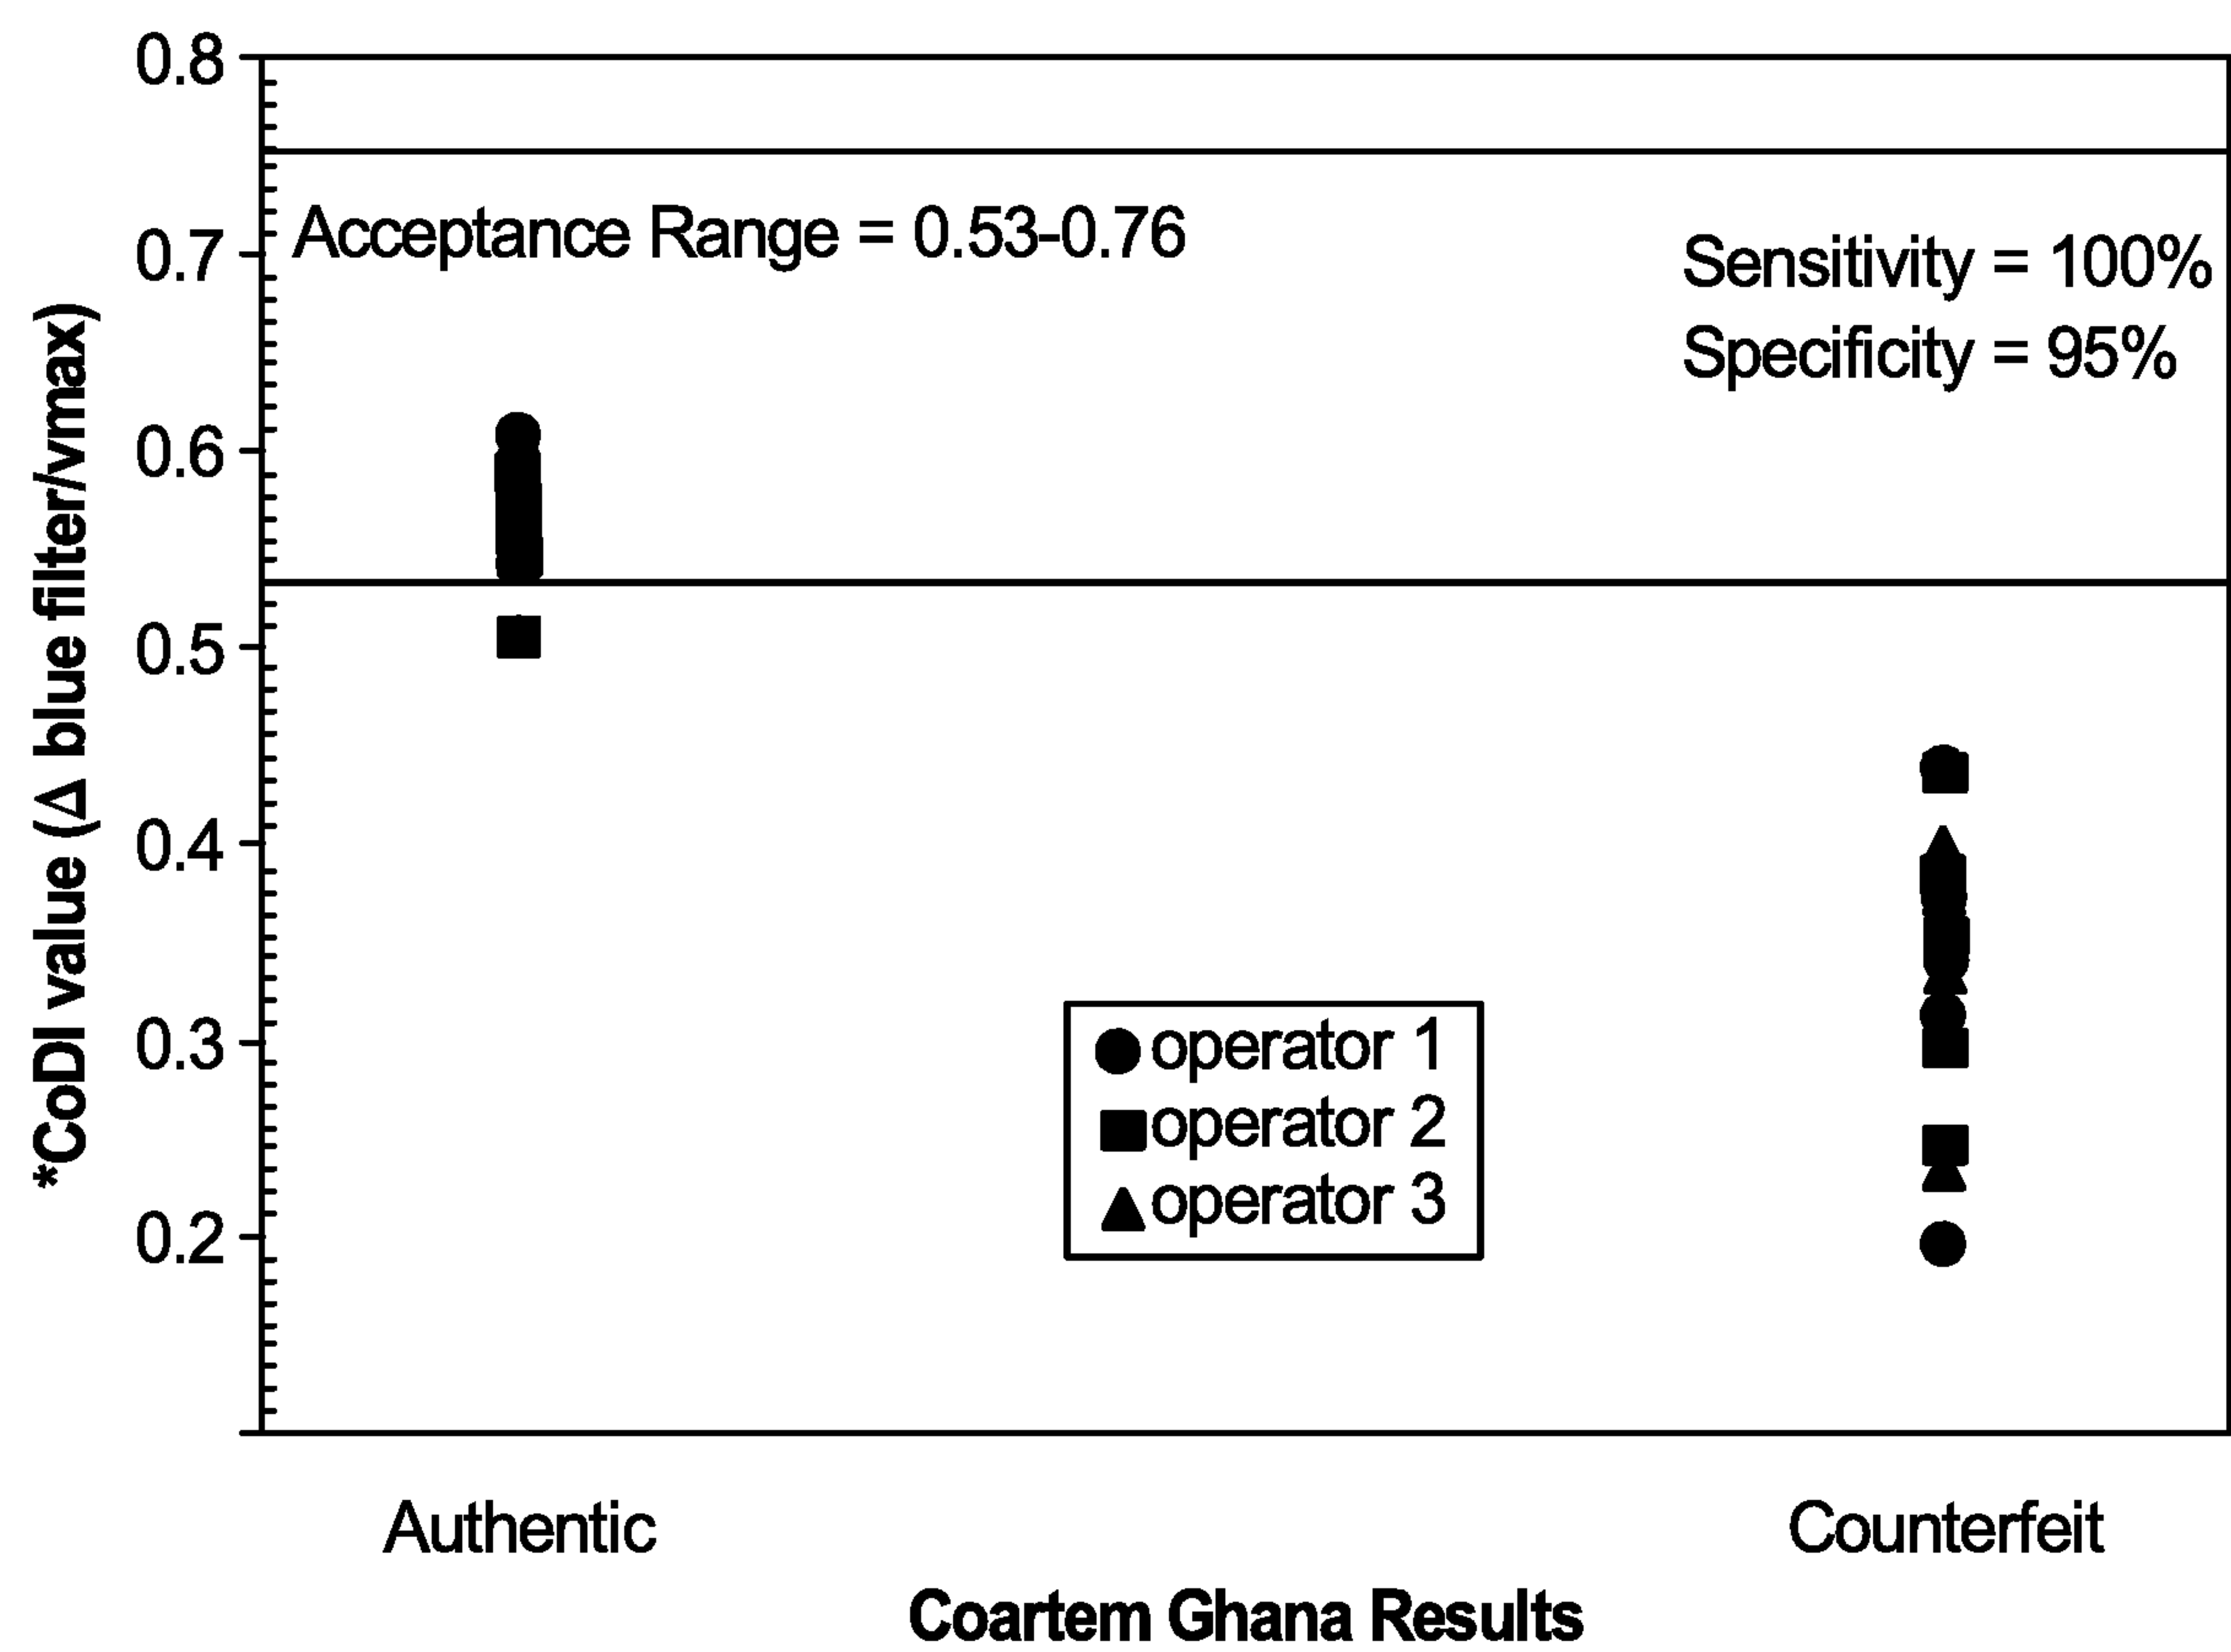 *CoDI value (Δ blue filter/vmax)
0.8
0.7
0.6
0.5
0.4
0.3
0.2
Acceptance Range = 0.53-0.76
Sensitivity = 100%
Specificity = 95%
operator 1
operator 2
operator 3
Authentic
Counterfeit
Coartem Ghana Results